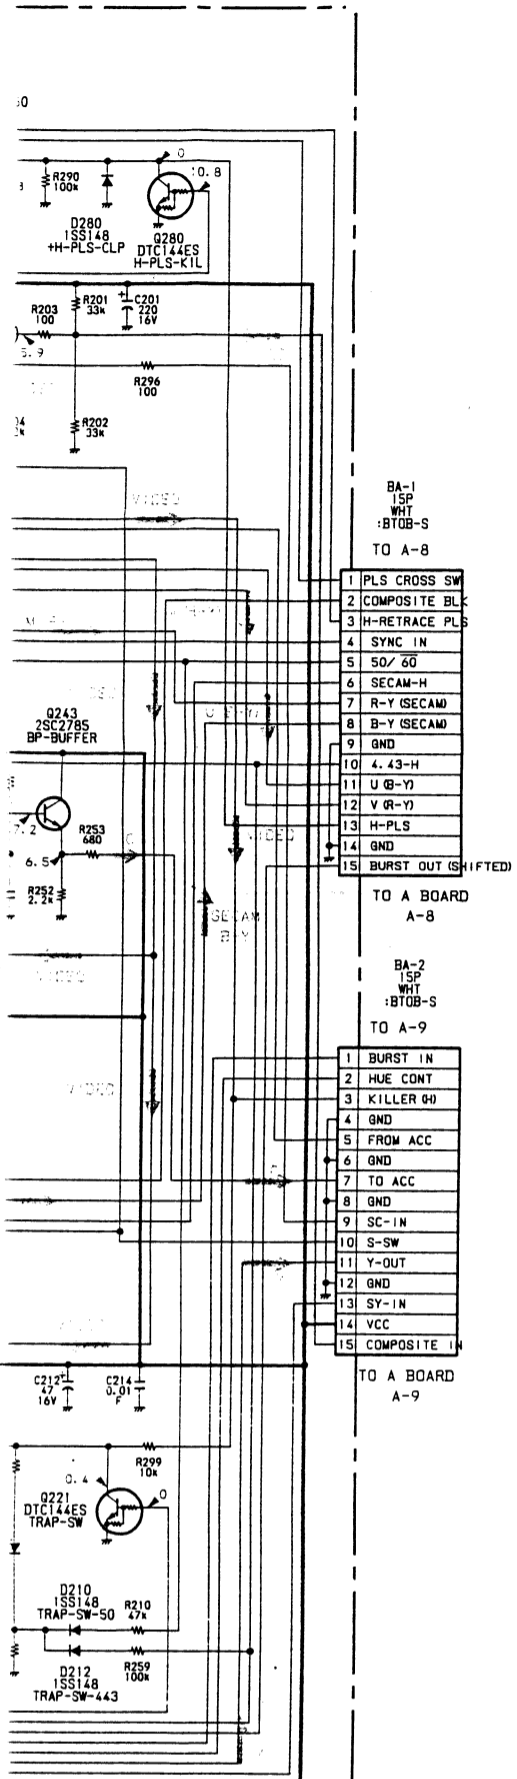 R290
100k
0
10.8
D280
1SS148
+H-PLS-CLP
Q280
DTC144ES
H-PLS-KIL
R203
100
R201
33k
C201
220
16V
5.9
R296
100
R202
33k
VIDEO
BA-1
15P
WHT
:BTOB-S
TO A-8
1 PLS CROSS SW
2 COMPOSITE BLK
3 H-RETRACE PLS
4 SYNC IN
5 50/60
6 SECAM-H
7 R-Y (SECAM)
8 B-Y (SECAM)
9 GND
10 4.43-H
11 U (B-Y)
12 V (R-Y)
13 H-PLS
14 GND
15 BURST OUT (SHIFTED)
TO A BOARD
A-8
Q243
2SC2785
BP-BUFFER
7.2
R253
680
6.5
R252
2.2k
VIDEO
SECAM
B-Y
VIDEO
BA-2
15P
WHT
:BTOB-S
TO A-9
1 BURST IN
2 HUE CONT
3 KILLER (H)
4 GND
5 FROM ACC
6 GND
7 TO ACC
8 GND
9 SC-IN
10 S-SW
11 Y-OUT
12 GND
13 SY-IN
14 VCC
15 COMPOSITE IN
TO A BOARD
A-9
VIDEO
C212
47
16V
C214
0.01
F
R299
10k
0.4
0
Q221
DTC144ES
TRAP-SW
D210
1SS148
TRAP-SW-50
R210
47k
D212
1SS148
TRAP-SW-443
R259
100k